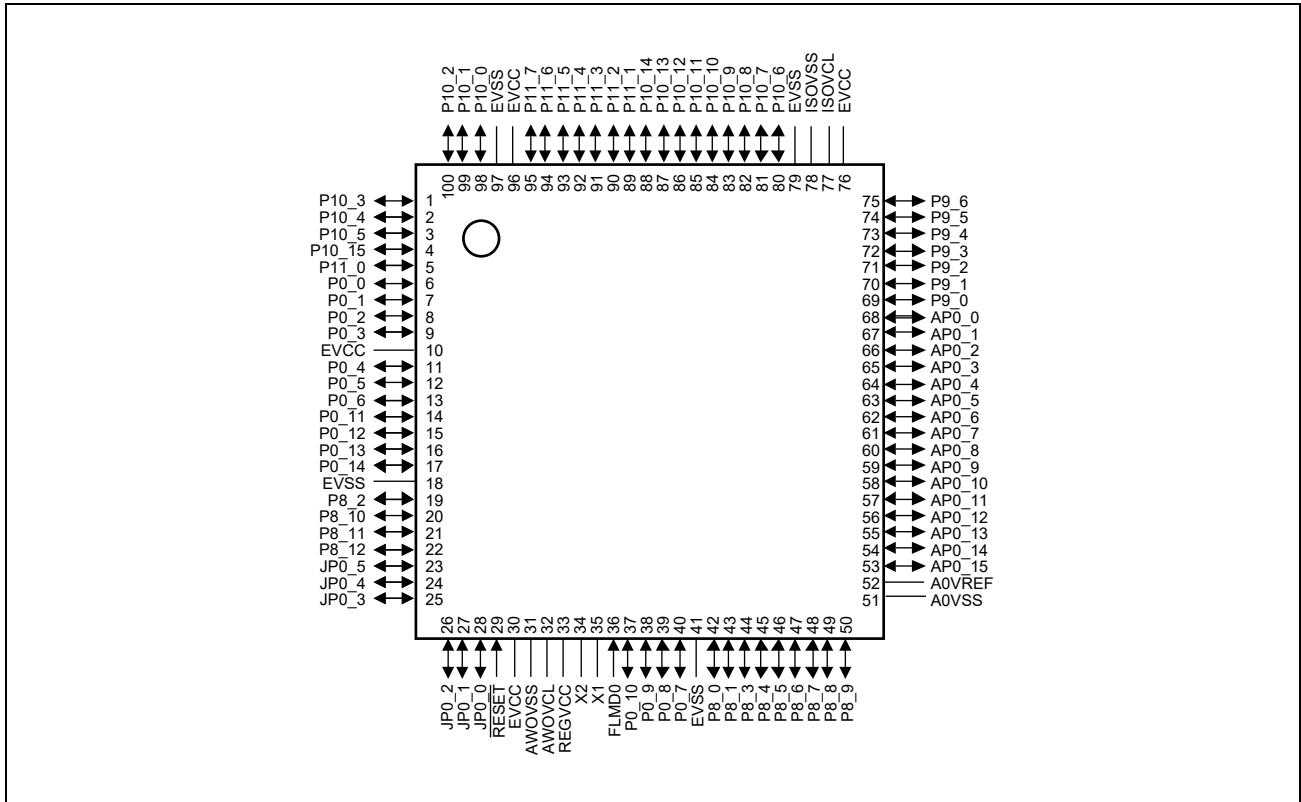 P10_2
P10_1
P10_0
EVSS
EVCC
P11_7
P11_6
P11_5
P11_4
P11_3
P11_2
P11_1
P10_14
P10_13
P10_12
P10_11
P10_10
P10_9
P10_8
P10_7
P10_6
EVSS
ISOVSS
ISOVCL
EVCC
100
99
98
97
96
95
94
93
92
91
90
89
88
87
86
85
84
83
82
81
80
79
78
77
76
P10_3 1
P10_4 2
P10_5 3
P10_15 4
P11_0 5
P0_0 6
P0_1 7
P0_2 8
P0_3 9
EVCC 10
P0_4 11
P0_5 12
P0_6 13
P0_11 14
P0_12 15
P0_13 16
P0_14 17
EVSS 18
P8_2 19
P8_10 20
P8_11 21
P8_12 22
JP0_5 23
JP0_4 24
JP0_3 25
75 P9_6
74 P9_5
73 P9_4
72 P9_3
71 P9_2
70 P9_1
69 P9_0
68 AP0_0
67 AP0_1
66 AP0_2
65 AP0_3
64 AP0_4
63 AP0_5
62 AP0_6
61 AP0_7
60 AP0_8
59 AP0_9
58 AP0_10
57 AP0_11
56 AP0_12
55 AP0_13
54 AP0_14
53 AP0_15
52 A0VREF
51 A0VSS
26
27
28
29
30
31
32
33
34
35
36
37
38
39
40
41
42
43
44
45
46
47
48
49
50
JP0_2
JP0_1
JP0_0
RESET
EVCC
AWOVSS
AWOVCL
REGVCC
X2
X1
FLMD0
P0_10
P0_9
P0_8
P0_7
EVSS
P8_0
P8_1
P8_3
P8_4
P8_5
P8_6
P8_7
P8_8
P8_9